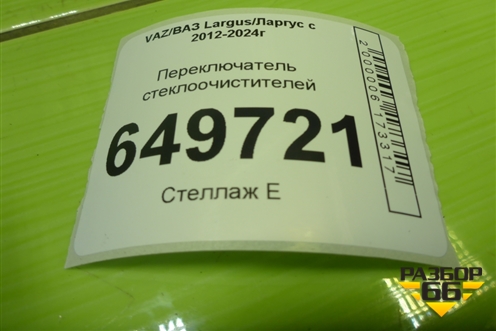 VAZ/ВАЗ Largus/Ларгус с
2012-2024г
Переключатель
стеклоочистителей
649721
Стеллаж Е
2000006173317
РАЗБОР
66